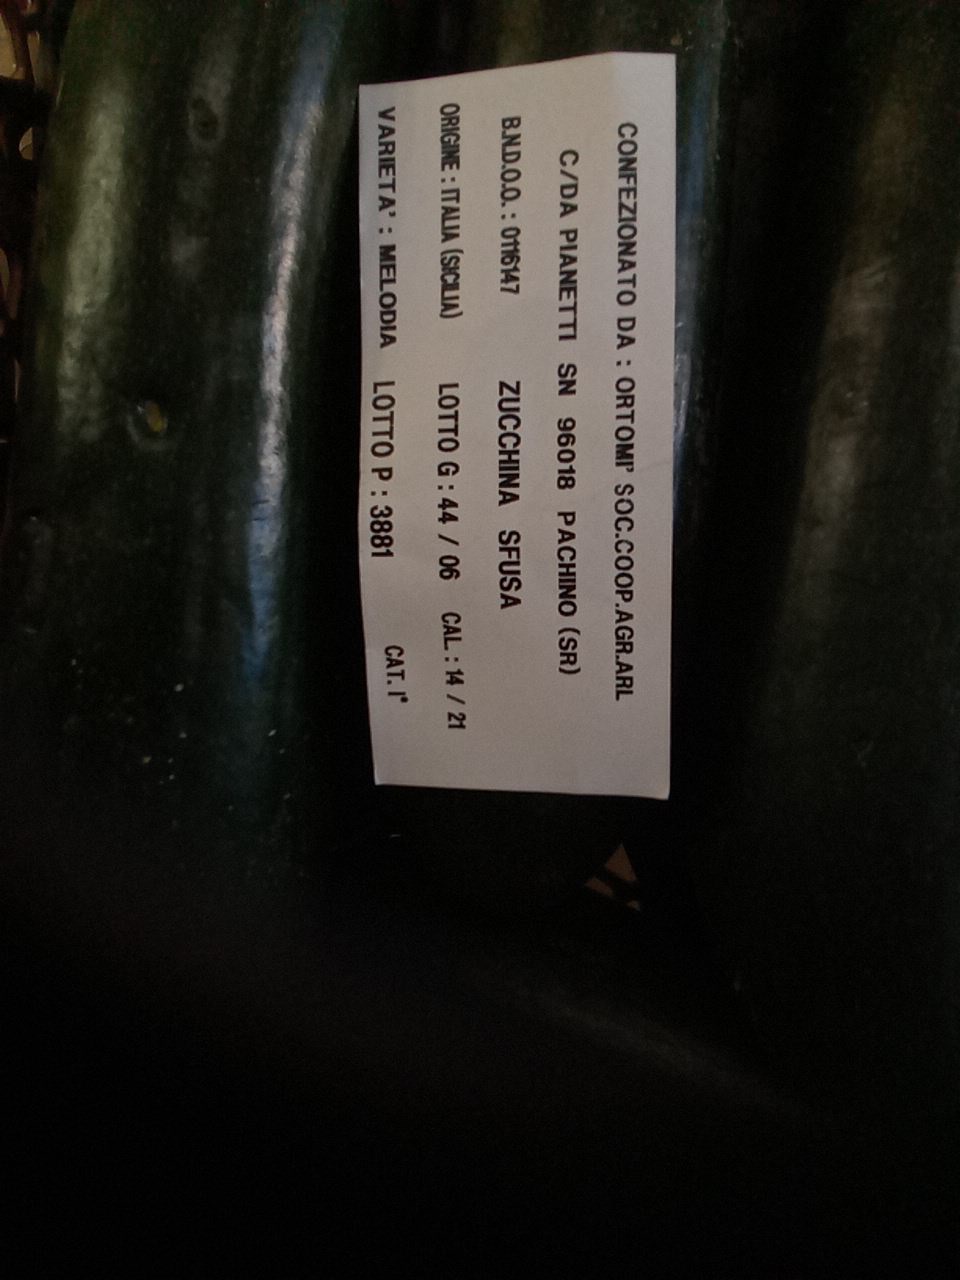 CONFEZIONATO DA : ORTOMI' SOC.COOP.AGR.ARL
C/DA PIANETTI SN 96018 PACHINO (SR)
B.N.D.O.O. : 0116147 ZUCCHINA SFUSA
ORIGINE : ITALIA (SICILIA) LOTTO G : 44 / 06 CAL. : 14 / 21
VARIETA' : MELODIA LOTTO P : 3881 CAT. I°